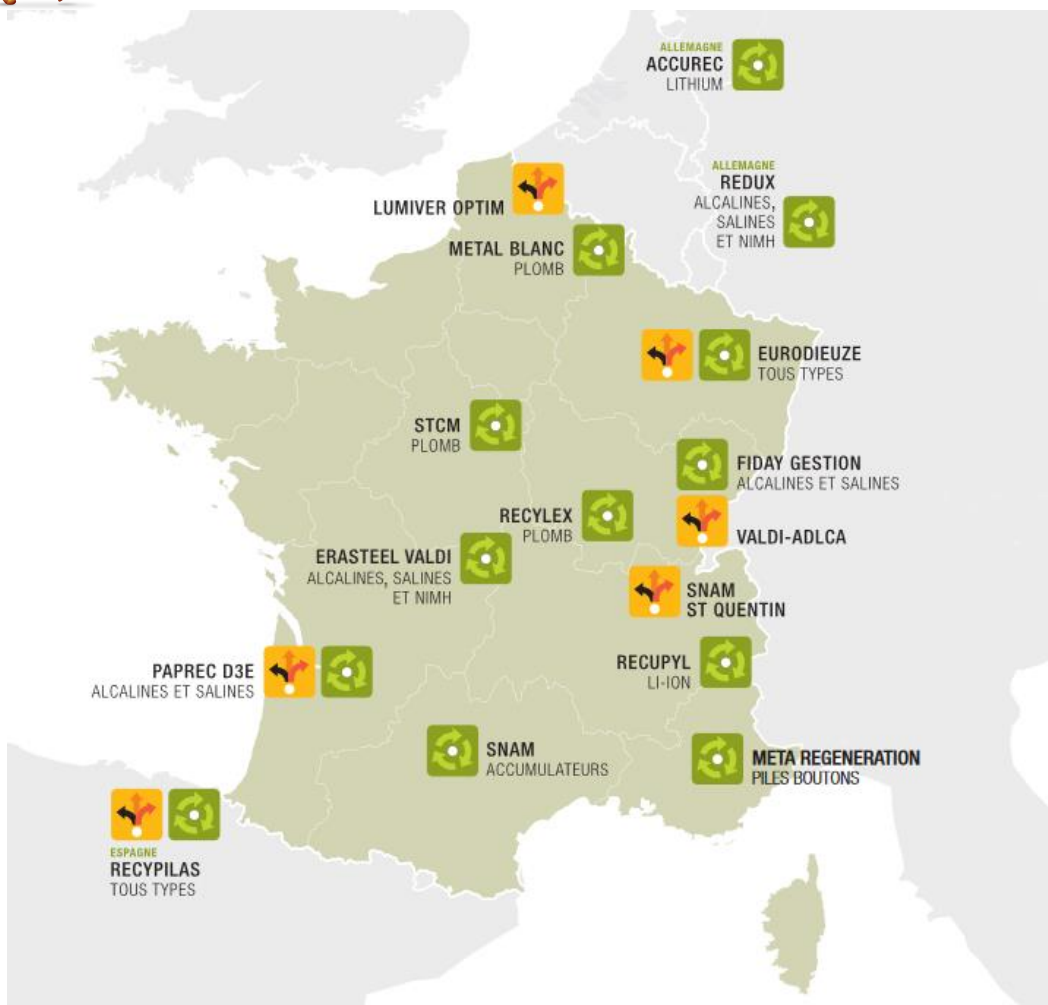 ALLEMAGNE
ACCUREC
LITHIUM
ALLEMAGNE
REDUX
ALCALINES,
SALINES
ET NIMH
LUMIVER OPTIM
METAL BLANC
PLOMB
EURODIEUZE
TOUS TYPES
STCM
PLOMB
FIDAY GESTION
ALCALINES ET SALINES
RECYLEX
PLOMB
VALDI-ADLCA
ERASTEEL VALDI
ALCALINES, SALINES
ET NIMH
SNAM
ST QUENTIN
PAPREC D3E
ALCALINES ET SALINES
RECUPYL
LI-ION
SNAM
ACCUMULATEURS
META REGENERATION
PILES BOUTONS
ESPAGNE
RECYPILAS
TOUS TYPES